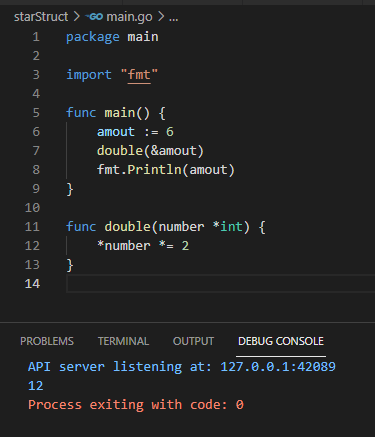 starStruct > main.go > ...
1 package main
2
3 import "fmt"
4
5 func main() {
6     amout := 6
7     double(&amout)
8     fmt.Println(amout)
9 }
10
11 func double(number *int) {
12     *number *= 2
13 }
14
PROBLEMS TERMINAL OUTPUT DEBUG CONSOLE
API server listening at: 127.0.0.1:42089
12
Process exiting with code: 0